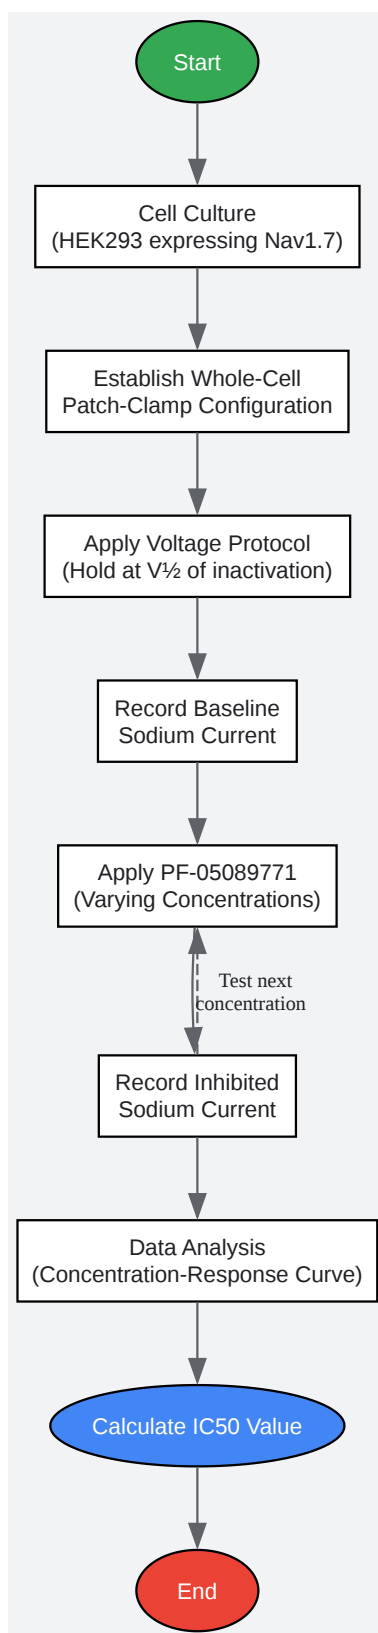 Start
Cell Culture
(HEK293 expressing Nav1.7)
Establish Whole-Cell
Patch-Clamp Configuration
Apply Voltage Protocol
(Hold at V½ of inactivation)
Record Baseline
Sodium Current
Apply PF-05089771
(Varying Concentrations)
Test next
concentration
Record Inhibited
Sodium Current
Data Analysis
(Concentration-Response Curve)
Calculate IC50 Value
End